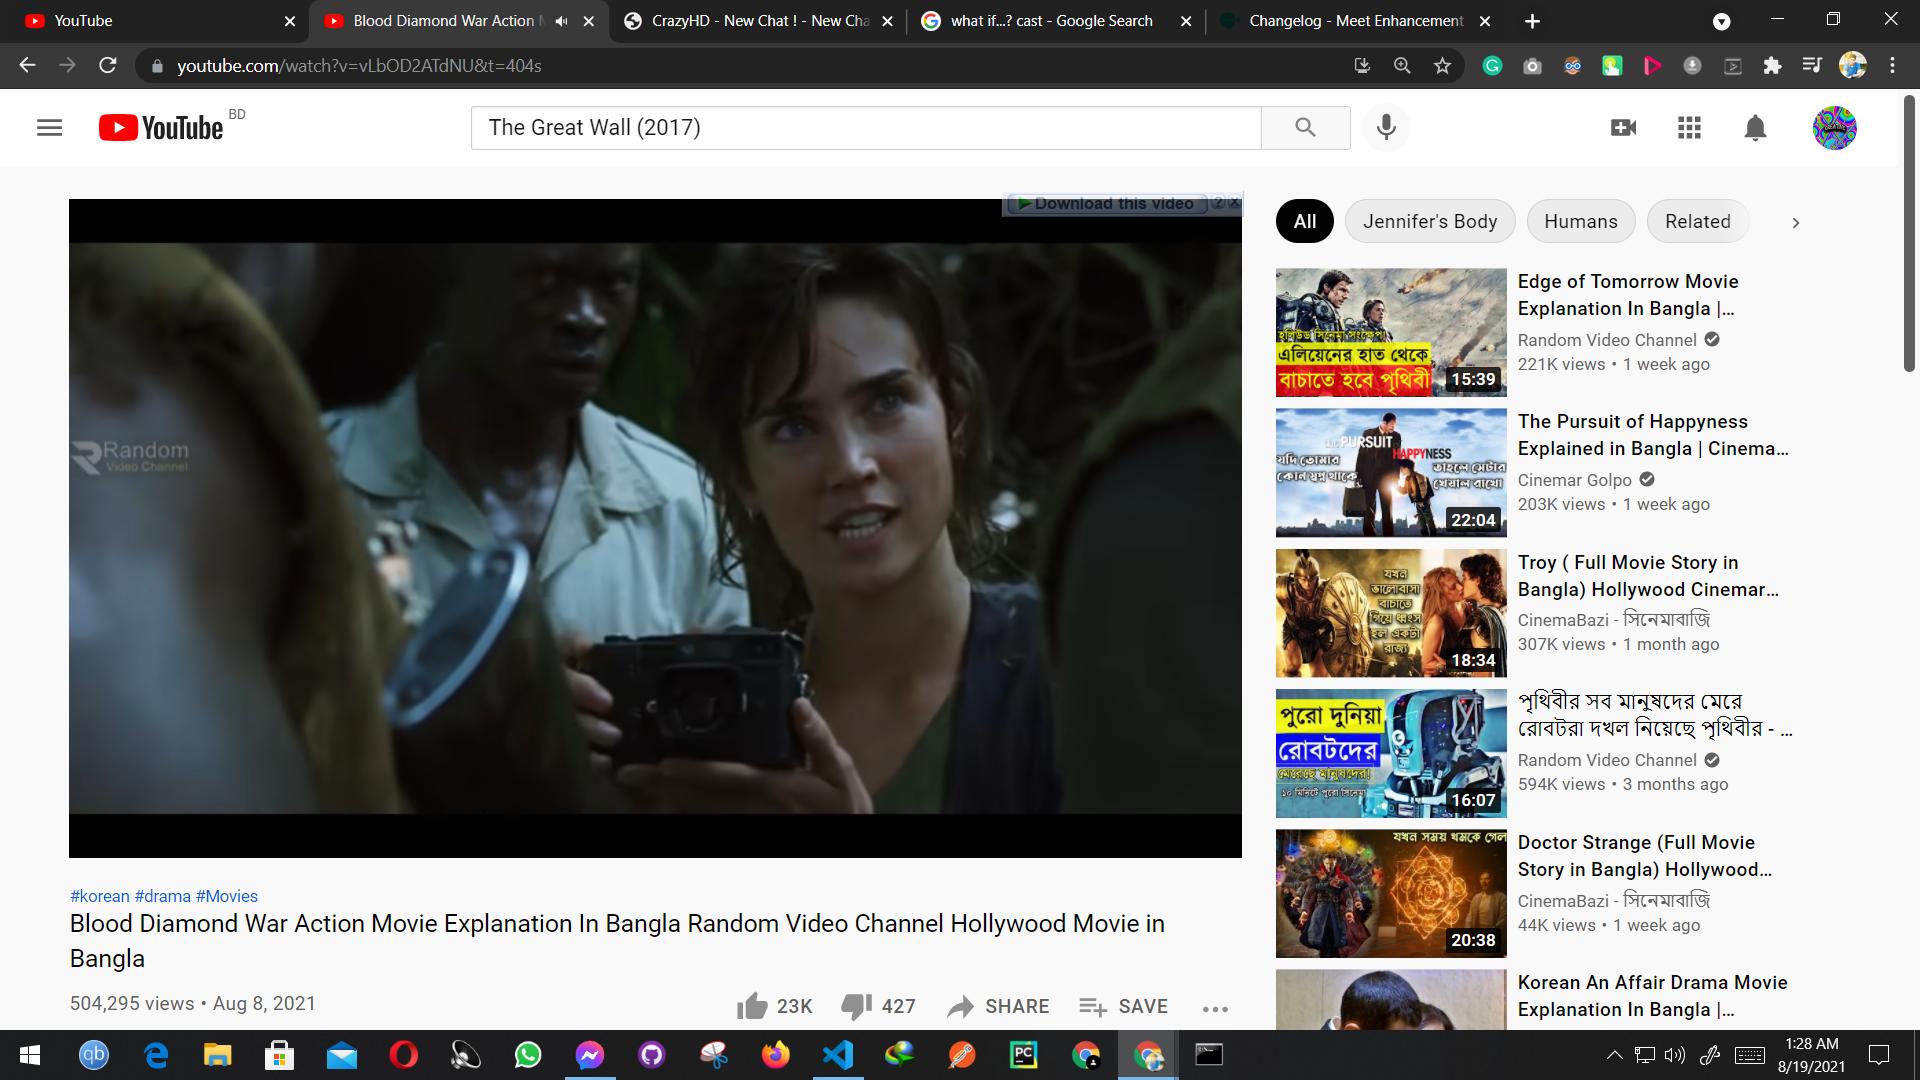 YouTube
Blood Diamond War Action M
CrazyHD - New Chat ! - New Cha
what if...? cast - Google Search
Changelog - Meet Enhancement
youtube.com/watch?v=vLbOD2ATdNU&t=404s
YouTube BD
The Great Wall (2017)
Download this video
Random
Video Channel
All
Jennifer's Body
Humans
Related
হলিউড সিনেমা সংক্ষেপ!
এলিয়েনের হাত থেকে
বাচাতে হবে পৃথিবী
15:39
Edge of Tomorrow Movie
Explanation In Bangla |...
Random Video Channel
221K views • 1 week ago
PURSUIT
HAPPYNESS
যদি তোমার
কোন স্বপ্ন থাকে
তাহলে সেটার
খেয়াল রাখো
22:04
The Pursuit of Happyness
Explained in Bangla | Cinema...
Cinemar Golpo
203K views • 1 week ago
যখন
ভালোবাসা
বাচাতে
গিয়ে ধ্বংস
হল একটা
রাজ্য
18:34
Troy ( Full Movie Story in
Bangla) Hollywood Cinemar...
CinemaBazi - সিনেমাবাজি
307K views • 1 month ago
পুরো দুনিয়া
রোবটদের
মেরেছে মানুষদের!
১০ মিনিটে পুরো সিনেমা
16:07
পৃথিবীর সব মানুষদের মেরে
রোবটরা দখল নিয়েছে পৃথিবীর - ...
Random Video Channel
594K views • 3 months ago
যখন সময় থমকে গেল
20:38
Doctor Strange (Full Movie
Story in Bangla) Hollywood...
CinemaBazi - সিনেমাবাজি
44K views • 1 week ago
Korean An Affair Drama Movie
Explanation In Bangla |...
#korean #drama #Movies
Blood Diamond War Action Movie Explanation In Bangla Random Video Channel Hollywood Movie in
Bangla
504,295 views • Aug 8, 2021
23K
427
SHARE
SAVE
qb
PC
1:28 AM
8/19/2021